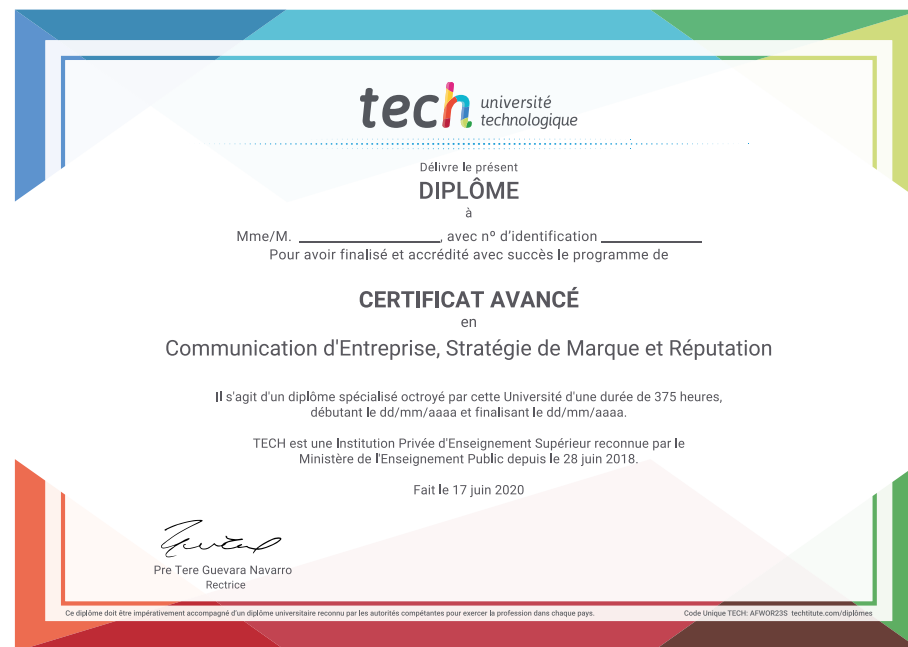 tech université
technologique
Délivre le présent
DIPLÔME
à
Mme/M. ____________, avec nº d'identification ____________
Pour avoir finalisé et accrédité avec succès le programme de
CERTIFICAT AVANCÉ
en
Communication d'Entreprise, Stratégie de Marque et Réputation
Il s'agit d'un diplôme spécialisé octroyé par cette Université d'une durée de 375 heures,
débutant le dd/mm/aaaa et finalisant le dd/mm/aaaa.
TECH est une Institution Privée d'Enseignement Supérieur reconnue par le
Ministère de l'Enseignement Public depuis le 28 juin 2018.
Fait le 17 juin 2020
Pre Tere Guevara Navarro
Rectrice
Ce diplôme doit être impérativement accompagné d'un diplôme universitaire reconnu par les autorités compétentes pour exercer la profession dans chaque pays.
Code Unique TECH: AFWOR23S techtitute.com/diplômes